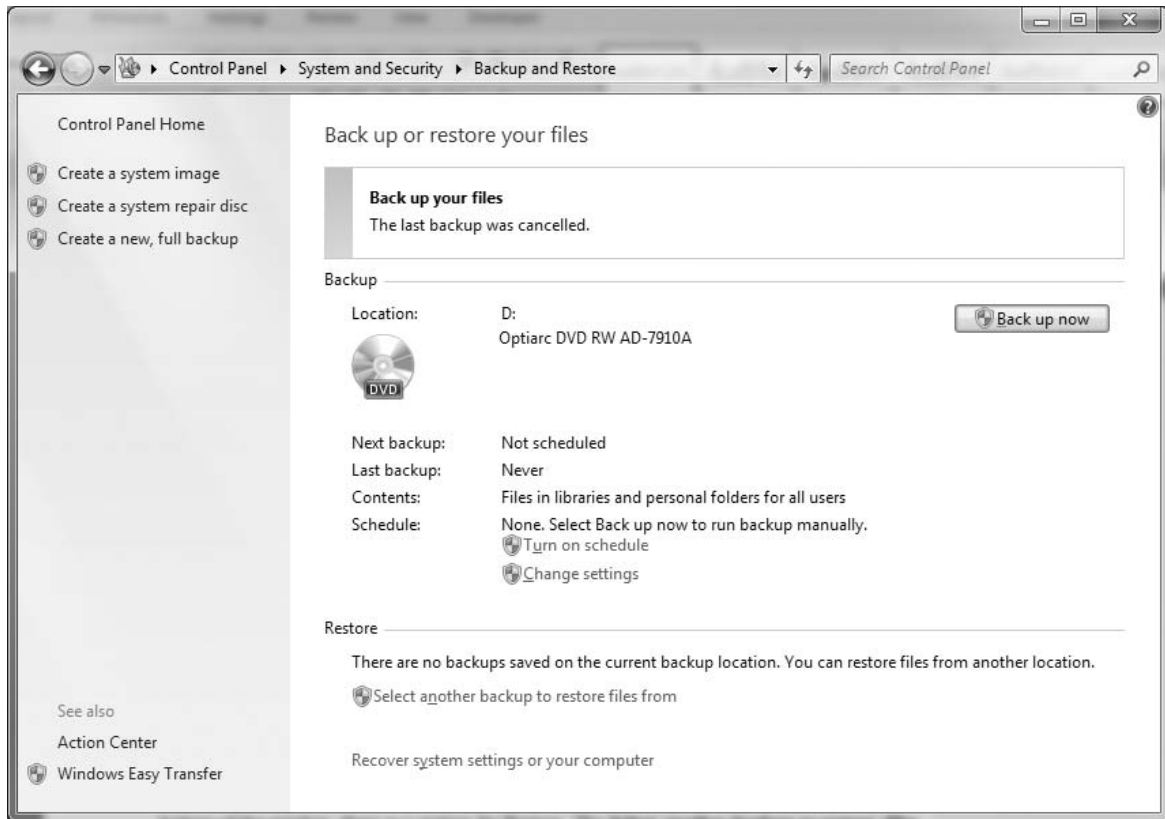 Control Panel
System and Security
Backup and Restore
Search Control Panel
Control Panel Home
Create a system image
Create a system repair disc
Create a new, full backup
Back up or restore your files
Back up your files
The last backup was cancelled.
Backup
Location:
D:
Optiarc DVD RW AD-7910A
DVD
Back up now
Next backup:
Not scheduled
Last backup:
Never
Contents:
Files in libraries and personal folders for all users
Schedule:
None. Select Back up now to run backup manually.
Turn on schedule
Change settings
Restore
There are no backups saved on the current backup location. You can restore files from another location.
Select another backup to restore files from
Recover system settings or your computer
See also
Action Center
Windows Easy Transfer